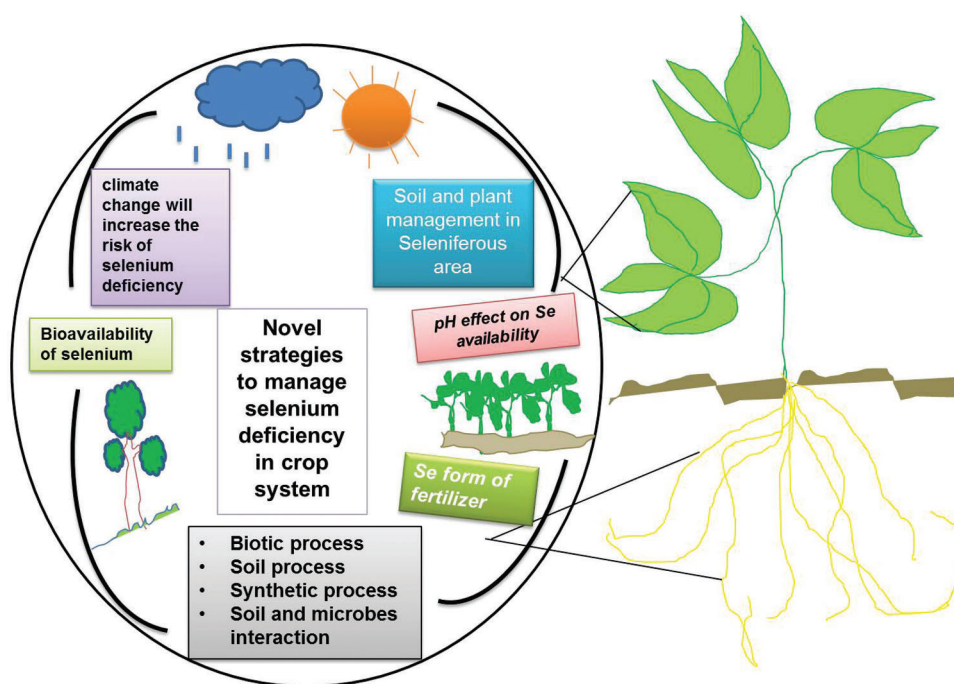 climate
change will
increase the
risk of
selenium
deficiency
Soil and plant
management in
Seleniferous
area
Bioavailability
of selenium
Novel
strategies
to manage
selenium
deficiency
in crop
system
pH effect on Se
availability
Se form of
fertilizer
• Biotic process
• Soil process
• Synthetic process
• Soil and microbes
interaction